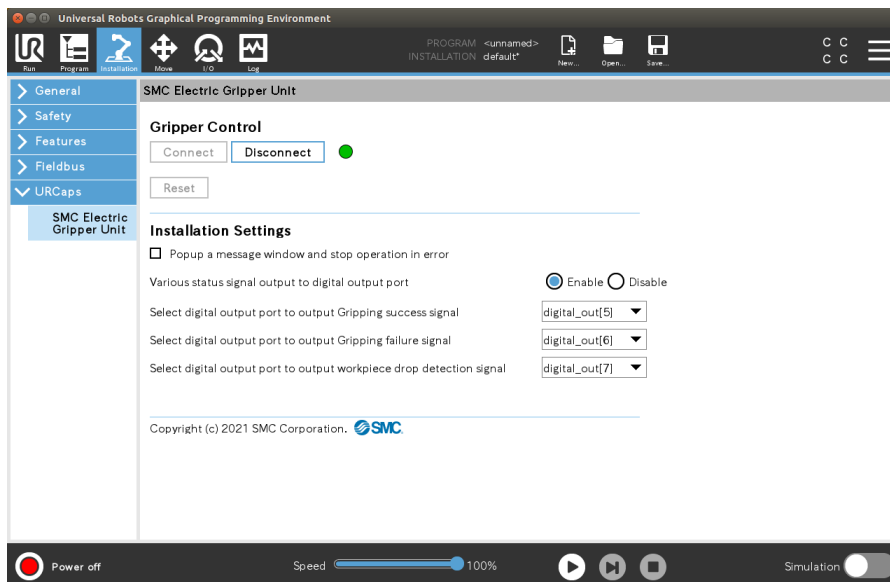 Universal Robots Graphical Programming Environment
PROGRAM <unnamed>
INSTALLATION default*
Run Program Installation Move I/O Log New... Open... Save...
C C
C C
General
Safety
Features
Fieldbus
URCaps
SMC Electric
Gripper Unit
SMC Electric Gripper Unit
Gripper Control
Connect Disconnect
Reset
Installation Settings
Popup a message window and stop operation in error
Various status signal output to digital output port Enable Disable
Select digital output port to output Gripping success signal digital_out[5]
Select digital output port to output Gripping failure signal digital_out[6]
Select digital output port to output workpiece drop detection signal digital_out[7]
Copyright (c) 2021 SMC Corporation. SMC.
Power off Speed 100% Simulation